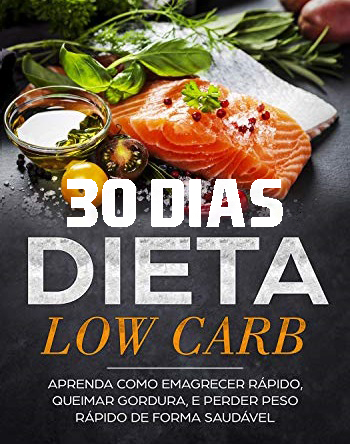 30 DIAS
DIETA
LOW CARB
APRENDA COMO EMAGRECER RÁPIDO,
QUEIMAR GORDURA, E PERDER PESO
RÁPIDO DE FORMA SAUDÁVEL